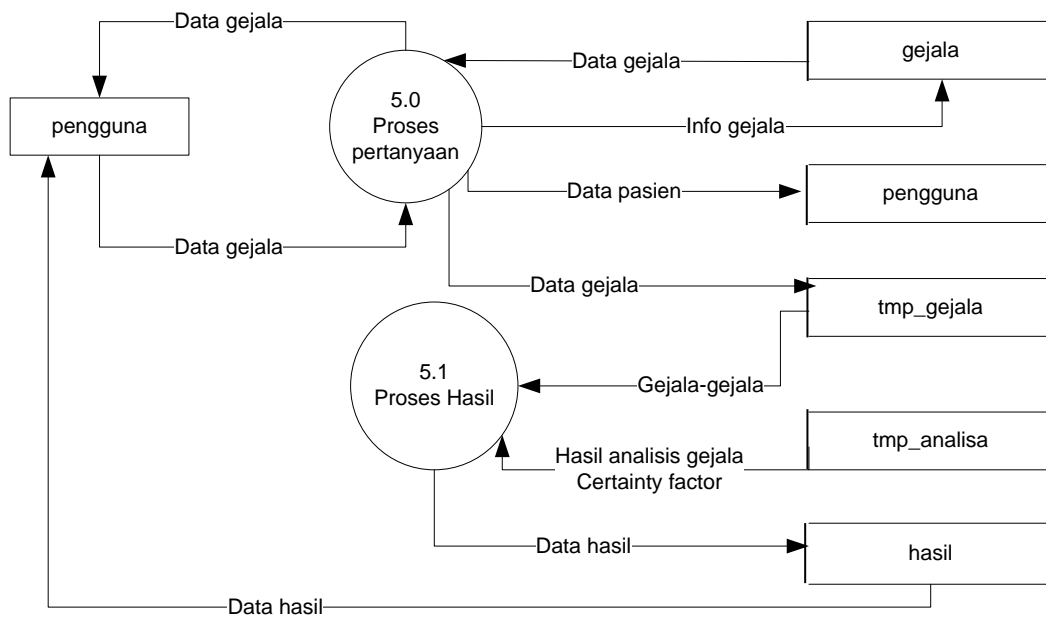 Data gejala
gejala
Data gejala
5.0
Proses
pertanyaan
pengguna
Info gejala
Data pasien
pengguna
Data gejala
Data gejala
tmp_gejala
5.1
Proses Hasil
Gejala-gejala
tmp_analisa
Hasil analisis gejala
Certainty factor
Data hasil
hasil
Data hasil